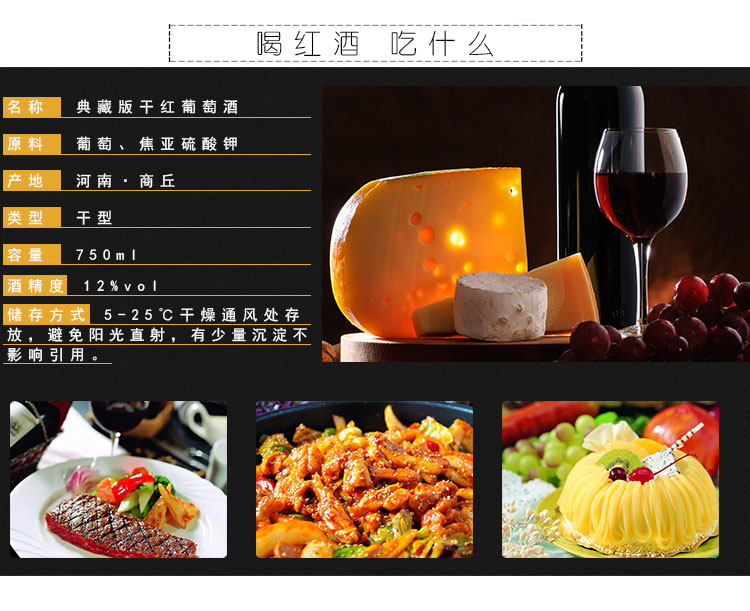 喝红酒 吃什么
名称 典藏版干红葡萄酒
原料 葡萄、焦亚硫酸钾
产地 河南·商丘
类型 干型
容量 750ml
酒精度 12%vol
储存方式 5-25℃干燥通风处存
放，避免阳光直射，有少量沉淀不
影响引用。